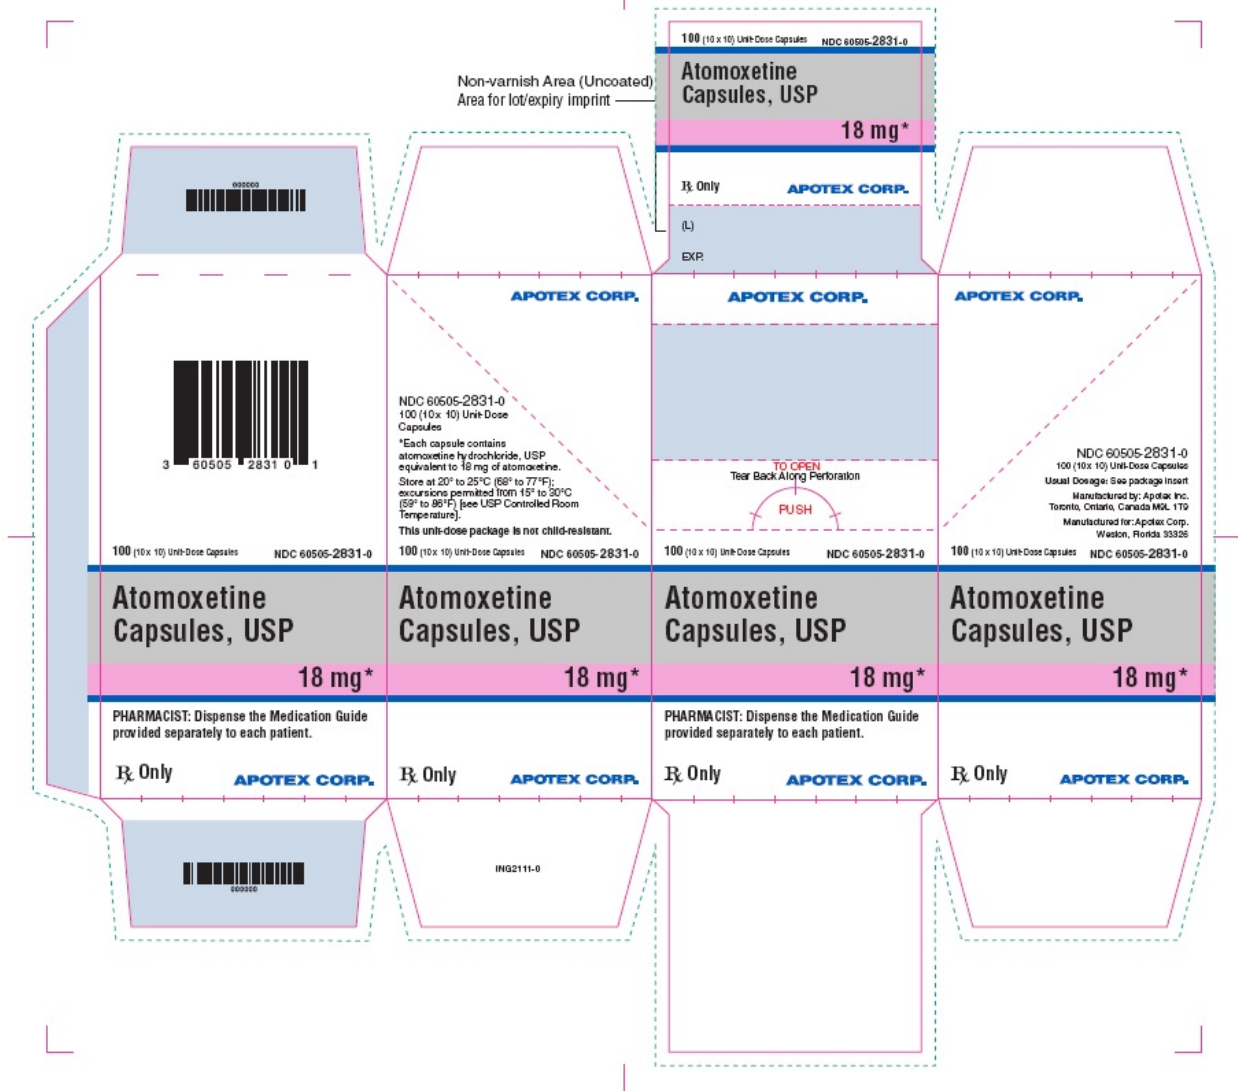 100 (10 x 10) Unit-Dose Capsules NDC 60505-2831-0
Atomoxetine
Capsules, USP
18 mg*
℞ Only APOTEX CORP.
(L)
EXP.
Non-varnish Area (Uncoated)
Area for lot/expiry imprint
000000
3 60505 2831 0 1
100 (10 x 10) Unit-Dose Capsules NDC 60505-2831-0
Atomoxetine
Capsules, USP
18 mg*
PHARMACIST: Dispense the Medication Guide
provided separately to each patient.
℞ Only APOTEX CORP.
000000
APOTEX CORP.
NDC 60505-2831-0
100 (10 x 10) Unit-Dose
Capsules
*Each capsule contains
atomoxetine hydrochloride, USP
equivalent to 18 mg of atomoxetine.
Store at 20° to 25°C (68° to 77°F);
excursions permitted from 15° to 30°C
(59° to 86°F) [see USP Controlled Room
Temperature].
This unit-dose package is not child-resistant.
100 (10 x 10) Unit-Dose Capsules NDC 60505-2831-0
Atomoxetine
Capsules, USP
18 mg*
℞ Only APOTEX CORP.
ING2111-0
APOTEX CORP.
TO OPEN
Tear Back Along Perforation
PUSH
100 (10 x 10) Unit-Dose Capsules NDC 60505-2831-0
Atomoxetine
Capsules, USP
18 mg*
PHARMACIST: Dispense the Medication Guide
provided separately to each patient.
℞ Only APOTEX CORP.
APOTEX CORP.
NDC 60505-2831-0
100 (10 x 10) Unit-Dose Capsules
Usual Dosage: See package insert
Manufactured by: Apotex Inc.
Toronto, Ontario, Canada M9L 1T9
Manufactured for: Apotex Corp.
Weston, Florida 33326
100 (10 x 10) Unit-Dose Capsules NDC 60505-2831-0
Atomoxetine
Capsules, USP
18 mg*
℞ Only APOTEX CORP.